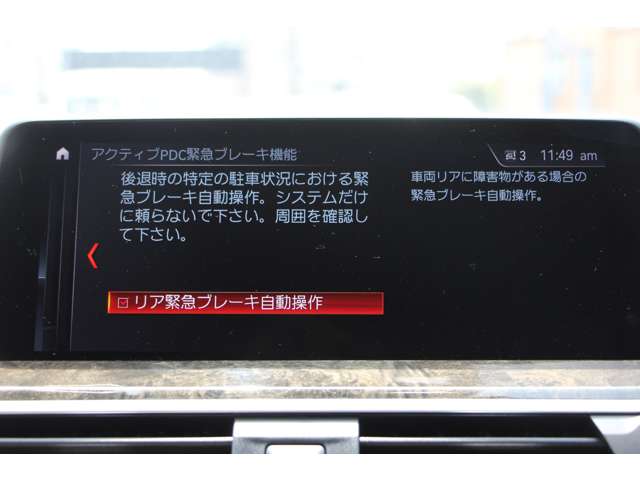 アクティブPDC緊急ブレーキ機能
3 11:49 am
後退時の特定の駐車状況における緊
急ブレーキ自動操作。システムだけ
に頼らないで下さい。周囲を確認し
て下さい。
リア緊急ブレーキ自動操作
車両リアに障害物がある場合の
緊急ブレーキ自動操作。